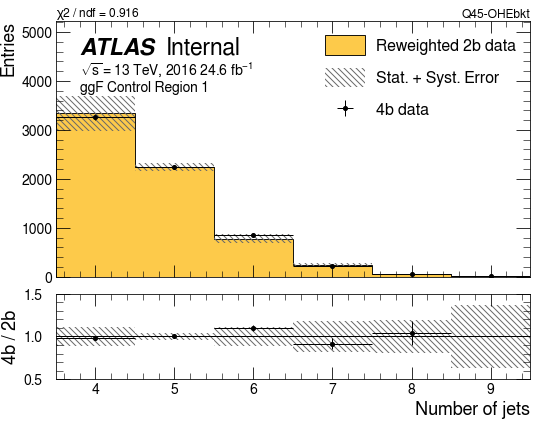 χ2 / ndf = 0.916
Q45-OHEbkt
Entries
ATLAS Internal
√s = 13 TeV, 2016 24.6 fb⁻¹
ggF Control Region 1
Reweighted 2b data
Stat. + Syst. Error
4b data
5000
4000
3000
2000
1000
0
4b / 2b
1.5
1.0
0.5
4 5 6 7 8 9
Number of jets